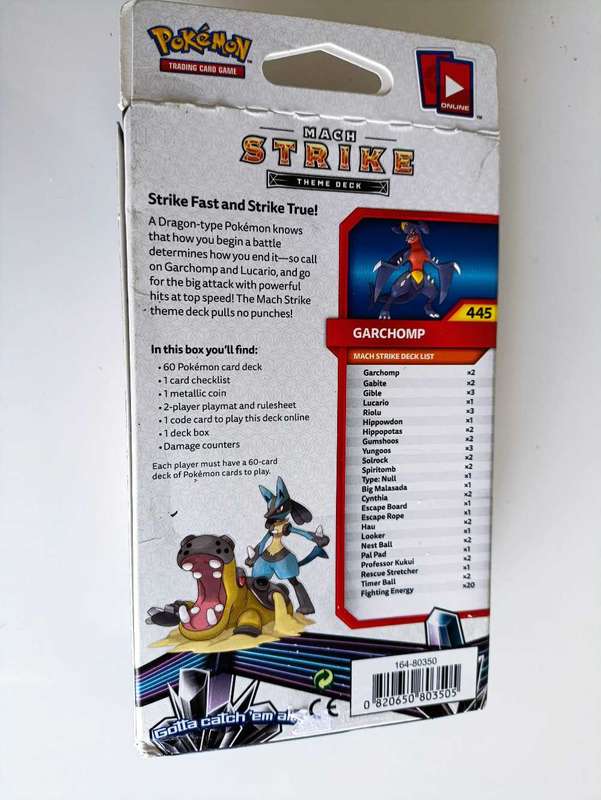 Pokémon
TRADING CARD GAME
ONLINE
MACH
STRIKE
THEME DECK
Strike Fast and Strike True!
A Dragon-type Pokémon knows
that how you begin a battle
determines how you end it—so call
on Garchomp and Lucario, and go
for the big attack with powerful
hits at top speed! The Mach Strike
theme deck pulls no punches!
In this box you'll find:
• 60 Pokémon card deck
• 1 card checklist
• 1 metallic coin
• 2-player playmat and rulesheet
• 1 code card to play this deck online
• 1 deck box
• Damage counters
Each player must have a 60-card
deck of Pokémon cards to play.
445
GARCHOMP
MACH STRIKE DECK LIST
Garchomp ×2
Gabite ×2
Gible ×3
Lucario ×1
Riolu ×3
Hippowdon ×1
Hippopotas ×2
Gumshoos ×2
Yungoos ×3
Solrock ×2
Spiritomb ×2
Type: Null ×1
Big Malasada ×1
Cynthia ×2
Escape Board ×1
Escape Rope ×1
Hau ×2
Looker ×1
Nest Ball ×2
Pal Pad ×1
Professor Kukui ×2
Rescue Stretcher ×1
Timer Ball ×2
Fighting Energy ×20
Gotta catch 'em all!
CE
164-80350
0 820650 803505